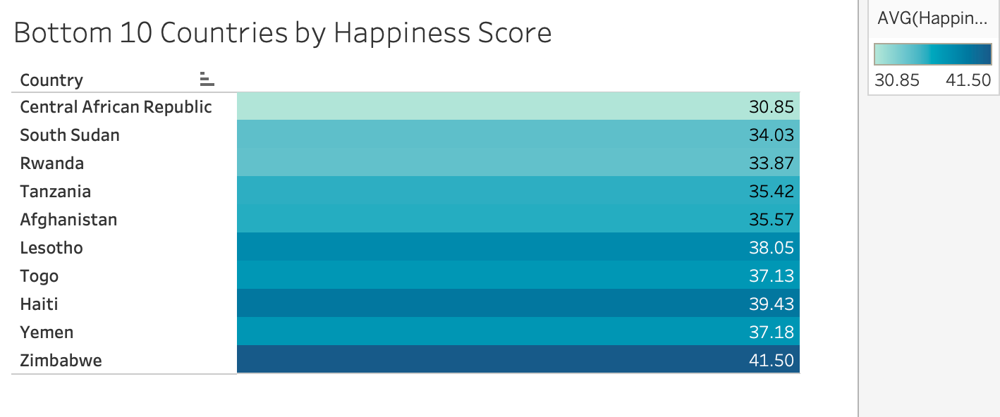 Bottom 10 Countries by Happiness Score
Country
Central African Republic 30.85
South Sudan 34.03
Rwanda 33.87
Tanzania 35.42
Afghanistan 35.57
Lesotho 38.05
Togo 37.13
Haiti 39.43
Yemen 37.18
Zimbabwe 41.50
AVG(Happin...
30.85 41.50